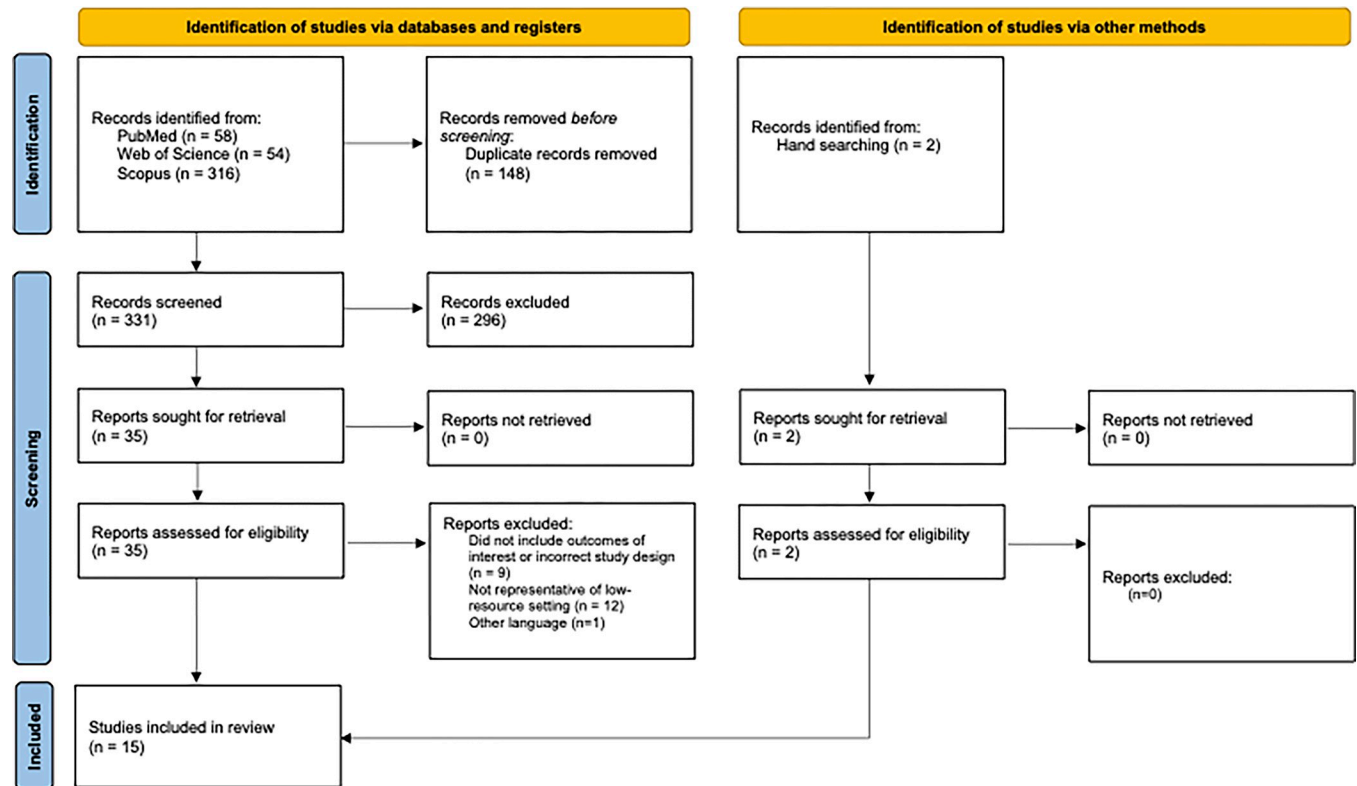 Identification of studies via databases and registers
Identification of studies via other methods
Identification
Records identified from:
PubMed (n = 58)
Web of Science (n = 54)
Scopus (n = 316)
Records removed before
screening:
Duplicate records removed
(n = 148)
Records identified from:
Hand searching (n = 2)
Screening
Records screened
(n = 331)
Records excluded
(n = 296)
Reports sought for retrieval
(n = 35)
Reports not retrieved
(n = 0)
Reports sought for retrieval
(n = 2)
Reports not retrieved
(n = 0)
Reports assessed for eligibility
(n = 35)
Reports excluded:
Did not include outcomes of
interest or incorrect study design
(n = 9)
Not representative of low-
resource setting (n = 12)
Other language (n=1)
Reports assessed for eligibility
(n = 2)
Reports excluded:
(n=0)
Included
Studies included in review
(n = 15)